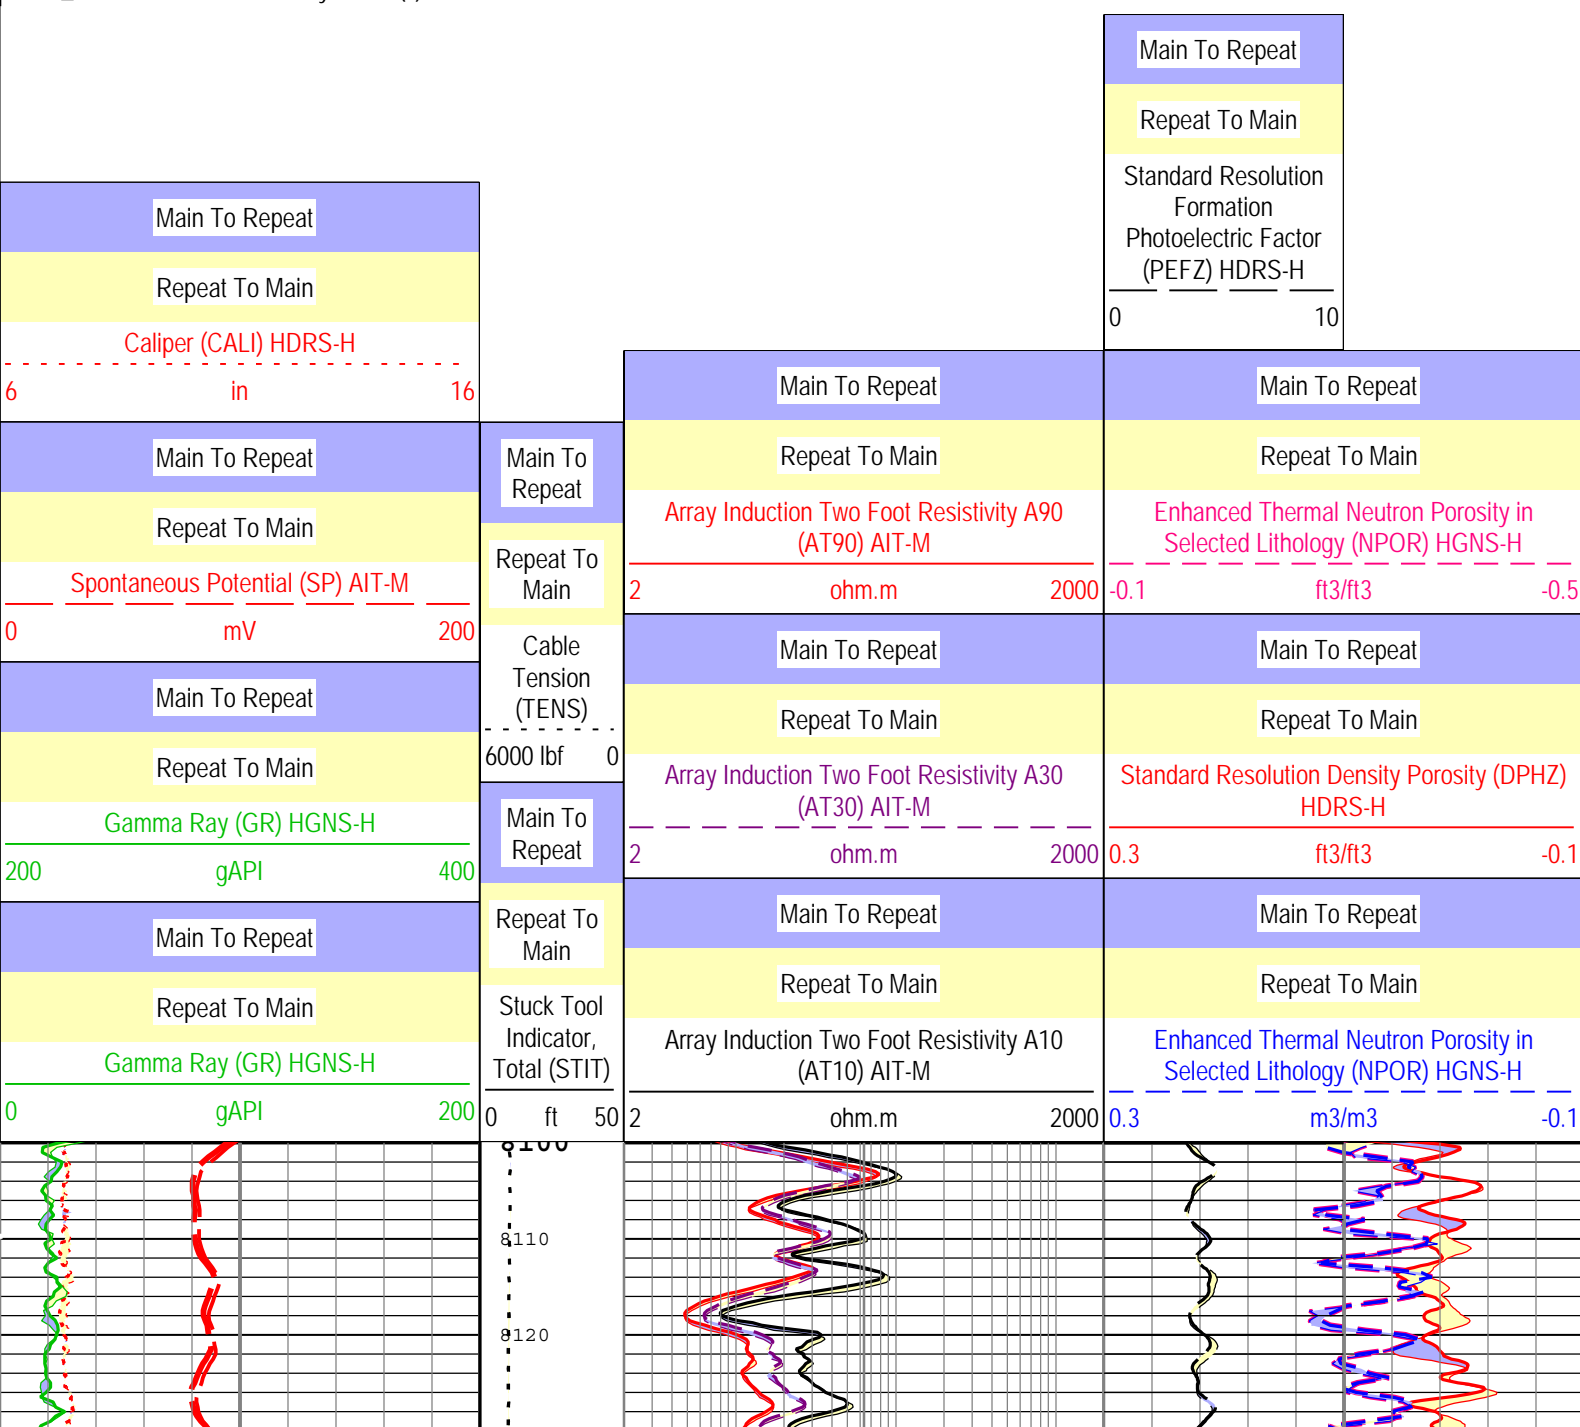 Main To Repeat
Repeat To Main
Standard Resolution
Formation
Photoelectric Factor
(PEFZ) HDRS-H
0 10
Main To Repeat
Repeat To Main
Caliper (CALI) HDRS-H
6 in 16
Main To Repeat
Repeat To Main
Spontaneous Potential (SP) AIT-M
0 mV 200
Main To Repeat
Repeat To Main
Gamma Ray (GR) HGNS-H
200 gAPI 400
Main To Repeat
Repeat To Main
Gamma Ray (GR) HGNS-H
0 gAPI 200
Main To
Repeat
Repeat To
Main
Cable
Tension
(TENS)
6000 lbf 0
Main To
Repeat
Repeat To
Main
Stuck Tool
Indicator,
Total (STIT)
0 ft 50
Main To Repeat
Repeat To Main
Array Induction Two Foot Resistivity A90
(AT90) AIT-M
2 ohm.m 2000
Main To Repeat
Repeat To Main
Array Induction Two Foot Resistivity A30
(AT30) AIT-M
2 ohm.m 2000
Main To Repeat
Repeat To Main
Array Induction Two Foot Resistivity A10
(AT10) AIT-M
2 ohm.m 2000
Main To Repeat
Repeat To Main
Enhanced Thermal Neutron Porosity in
Selected Lithology (NPOR) HGNS-H
-0.1 ft3/ft3 -0.5
Main To Repeat
Repeat To Main
Standard Resolution Density Porosity (DPHZ)
HDRS-H
0.3 ft3/ft3 -0.1
Main To Repeat
Repeat To Main
Enhanced Thermal Neutron Porosity in
Selected Lithology (NPOR) HGNS-H
0.3 m3/m3 -0.1
8100
8110
8120